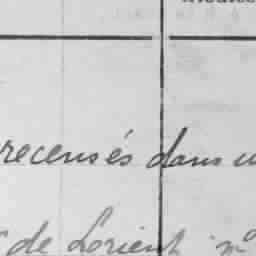 recensés dans
de Lorient n°